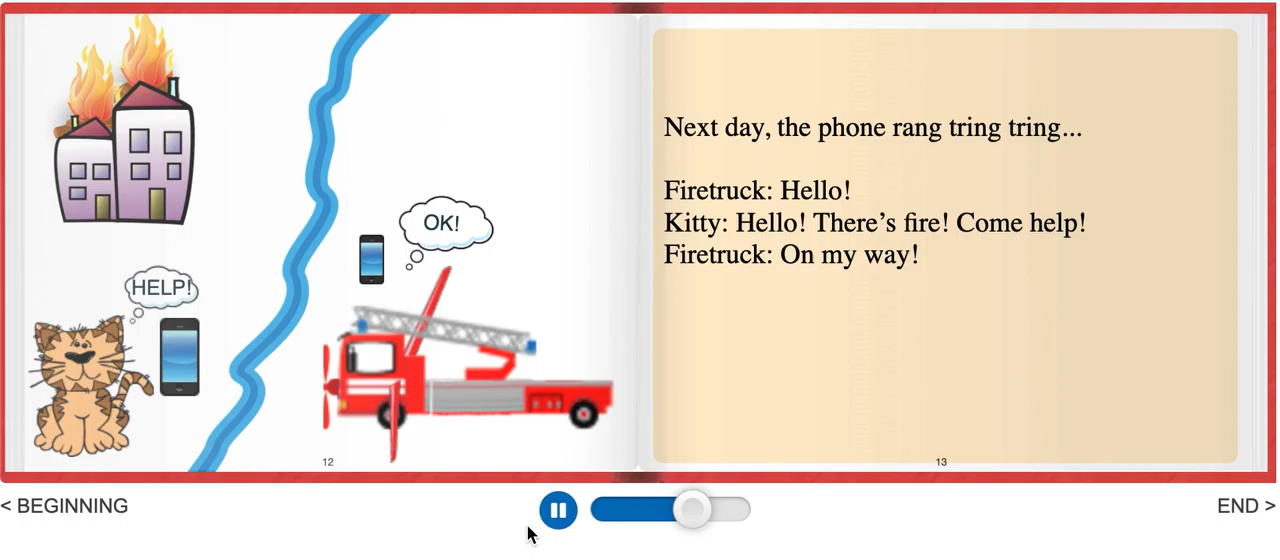 HELP!
OK!
12
Next day, the phone rang tring tring...
Firetruck: Hello!
Kitty: Hello! There’s fire! Come help!
Firetruck: On my way!
13
< BEGINNING
END >